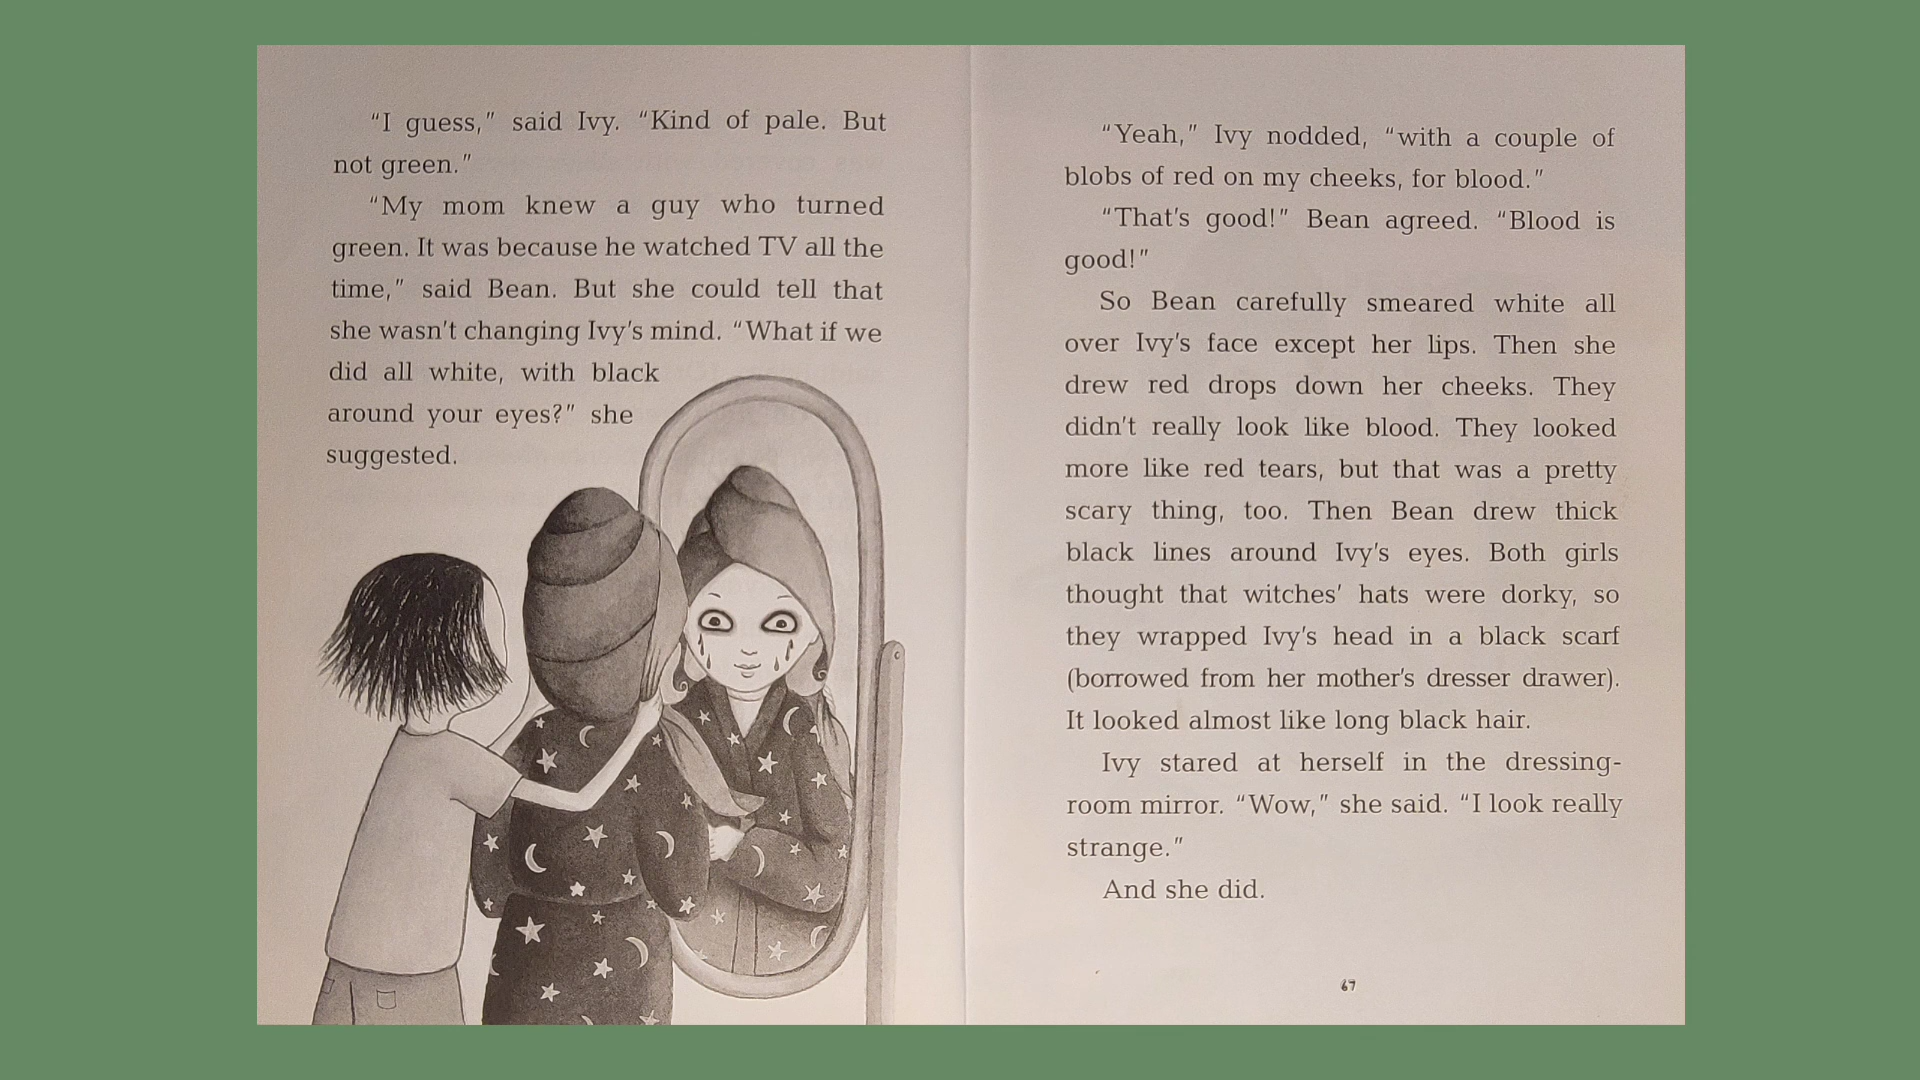 “I guess,” said Ivy. “Kind of pale. But
not green.”
“My mom knew a guy who turned
green. It was because he watched TV all the
time,” said Bean. But she could tell that
she wasn’t changing Ivy’s mind. “What if we
did all white, with black
around your eyes?” she
suggested.
“Yeah,” Ivy nodded, “with a couple of
blobs of red on my cheeks, for blood.”
“That’s good!” Bean agreed. “Blood is
good!”
So Bean carefully smeared white all
over Ivy’s face except her lips. Then she
drew red drops down her cheeks. They
didn’t really look like blood. They looked
more like red tears, but that was a pretty
scary thing, too. Then Bean drew thick
black lines around Ivy’s eyes. Both girls
thought that witches’ hats were dorky, so
they wrapped Ivy’s head in a black scarf
(borrowed from her mother’s dresser drawer).
It looked almost like long black hair.
Ivy stared at herself in the dressing-
room mirror. “Wow,” she said. “I look really
strange.”
And she did.
67